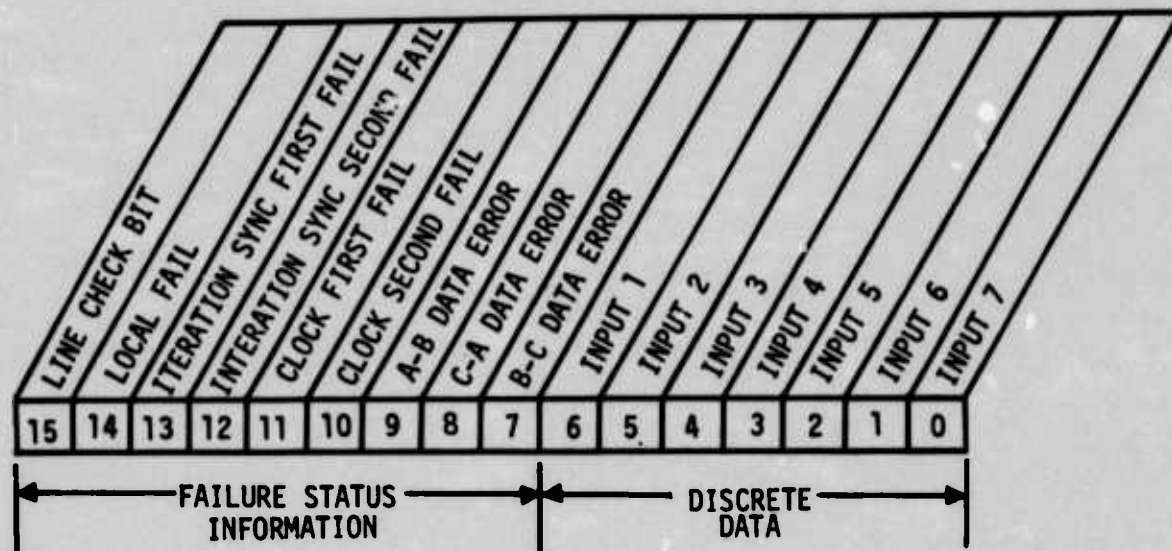 LINE CHECK BIT
LOCAL FAIL
ITERATION SYNC FIRST FAIL
INTERATION SYNC SECOND FAIL
CLOCK FIRST FAIL
CLOCK SECOND FAIL
A-B DATA ERROR
C-A DATA ERROR
B-C DATA ERROR
INPUT 1
INPUT 2
INPUT 3
INPUT 4
INPUT 5
INPUT 6
INPUT 7
15 14 13 12 11 10 9 8 7 6 5 4 3 2 1 0
FAILURE STATUS
INFORMATION
DISCRETE
DATA